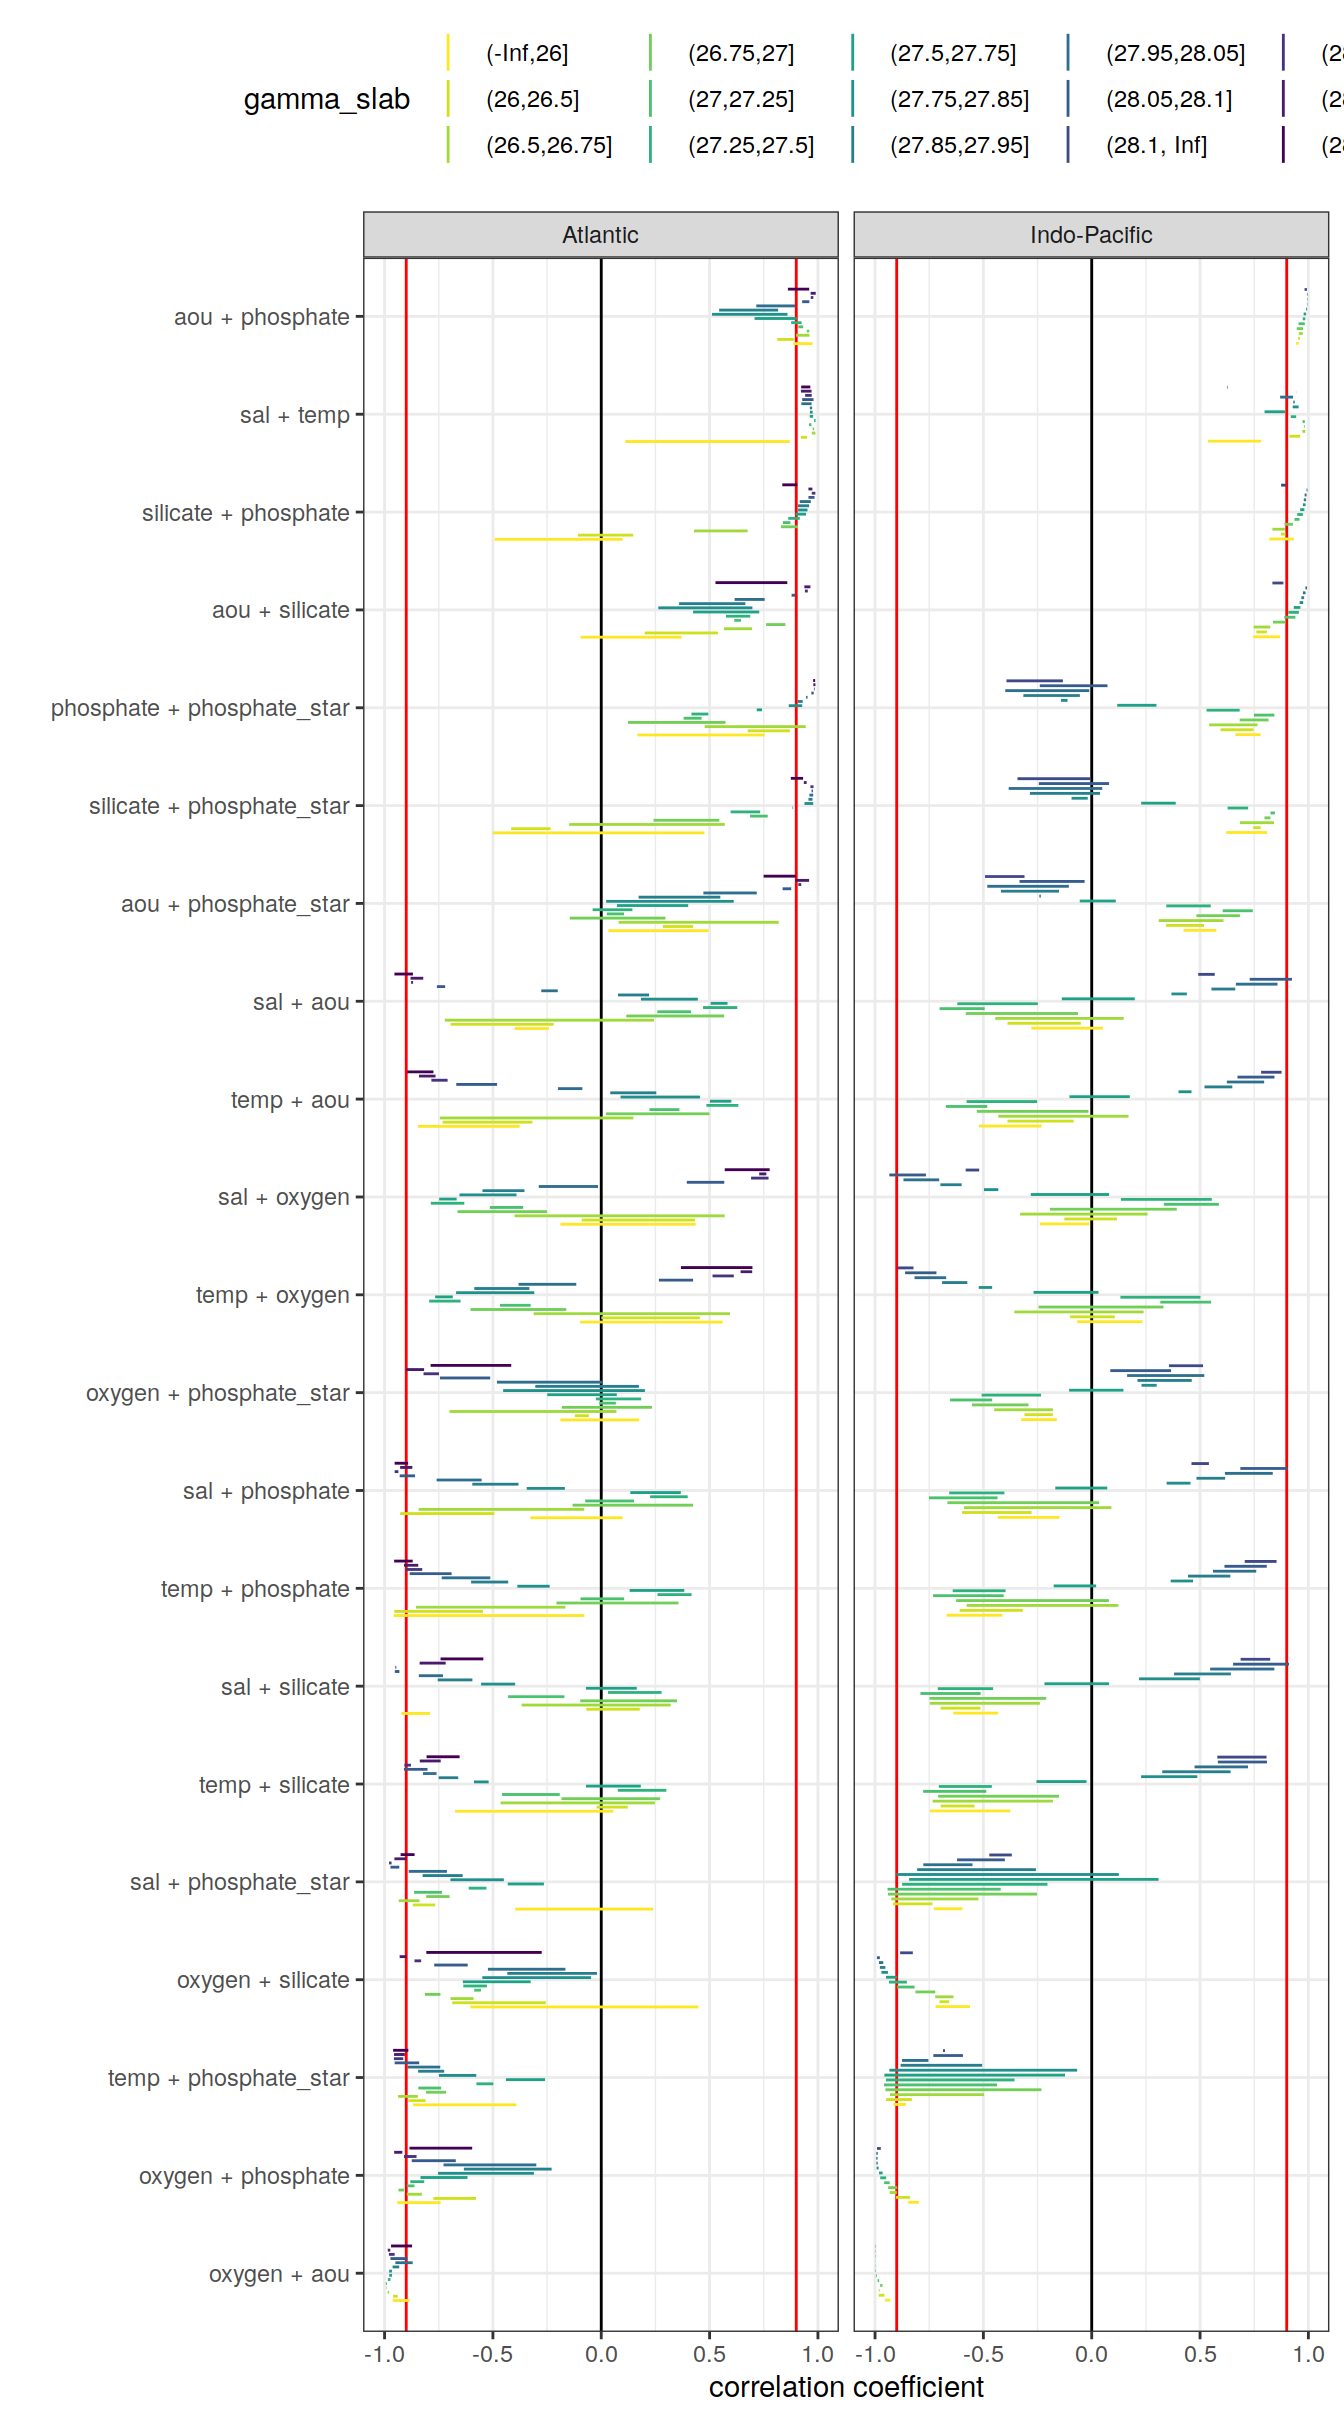 (-Inf,26] (26.75,27] (27.5,27.75] (27.95,28.05]
gamma_slab (26,26.5] (27,27.25] (27.75,27.85] (28.05,28.1]
(26.5,26.75] (27.25,27.5] (27.85,27.95] (28.1, Inf]
Atlantic Indo-Pacific
aou + phosphate
sal + temp
silicate + phosphate
aou + silicate
phosphate + phosphate_star
silicate + phosphate_star
aou + phosphate_star
sal + aou
temp + aou
sal + oxygen
temp + oxygen
oxygen + phosphate_star
sal + phosphate
temp + phosphate
sal + silicate
temp + silicate
sal + phosphate_star
oxygen + silicate
temp + phosphate_star
oxygen + phosphate
oxygen + aou
-1.0 -0.5 0.0 0.5 1.0 -1.0 -0.5 0.0 0.5 1.0
correlation coefficient